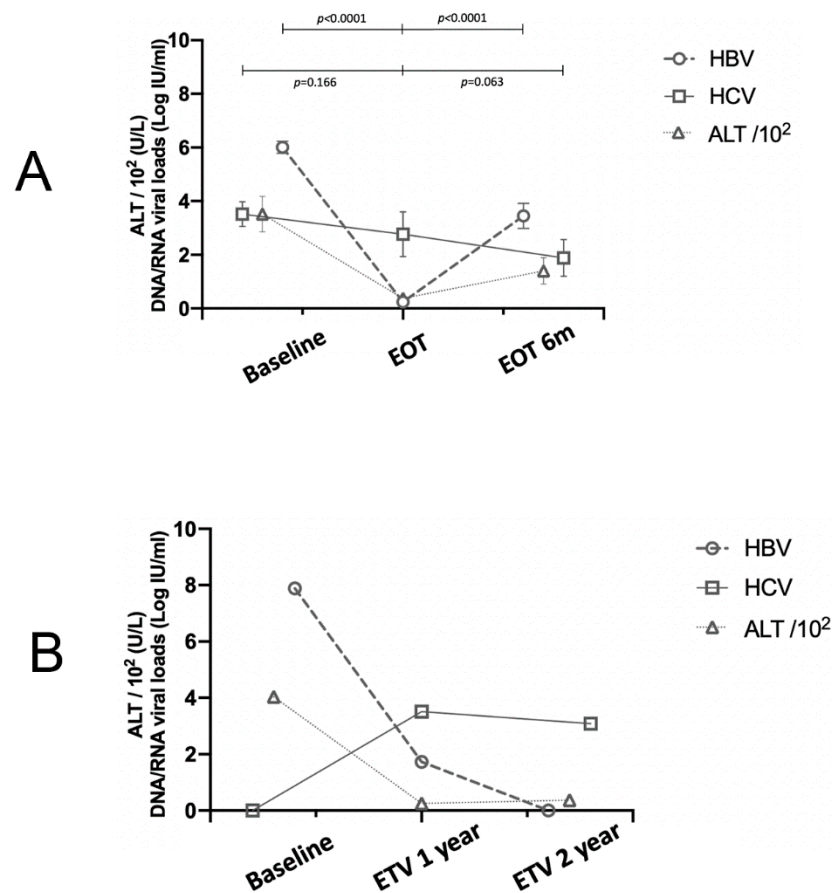 A
p<0.0001
p<0.0001
p=0.166
p=0.063
ALT / 10² (U/L)
DNA/RNA viral loads (Log IU/ml)
10
8
6
4
2
0
Baseline
EOT
EOT 6m
HBV
HCV
ALT /10²
B
ALT / 10² (U/L)
DNA/RNA viral loads (Log IU/ml)
10
8
6
4
2
0
Baseline
ETV 1 year
ETV 2 year
HBV
HCV
ALT /10²